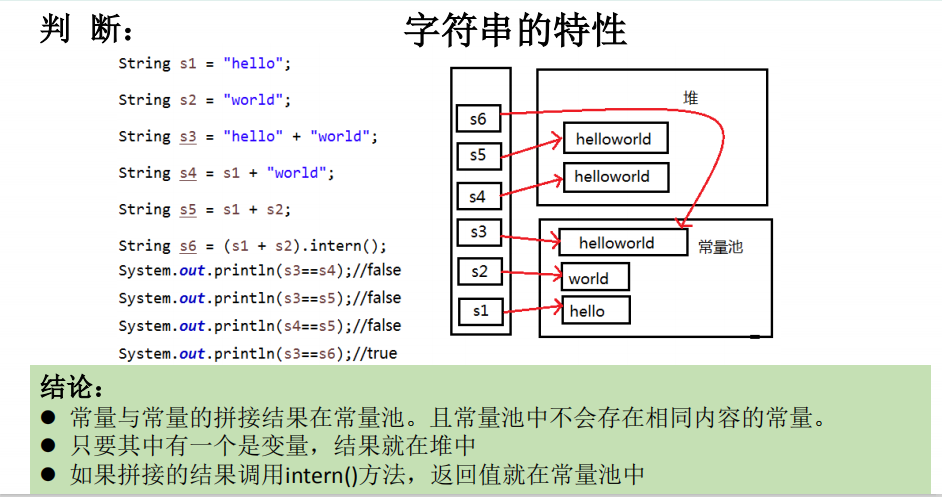 判 断：
字符串的特性
String s1 = "hello";
String s2 = "world";
String s3 = "hello" + "world";
String s4 = s1 + "world";
String s5 = s1 + s2;
String s6 = (s1 + s2).intern();
System.out.println(s3==s4);//false
System.out.println(s3==s5);//false
System.out.println(s4==s5);//false
System.out.println(s3==s6);//true
s6
s5
s4
s3
s2
s1
堆
helloworld
helloworld
helloworld
常量池
world
hello
结论：
● 常量与常量的拼接结果在常量池。且常量池中不会存在相同内容的常量。
● 只要其中有一个是变量，结果就在堆中
● 如果拼接的结果调用intern()方法，返回值就在常量池中